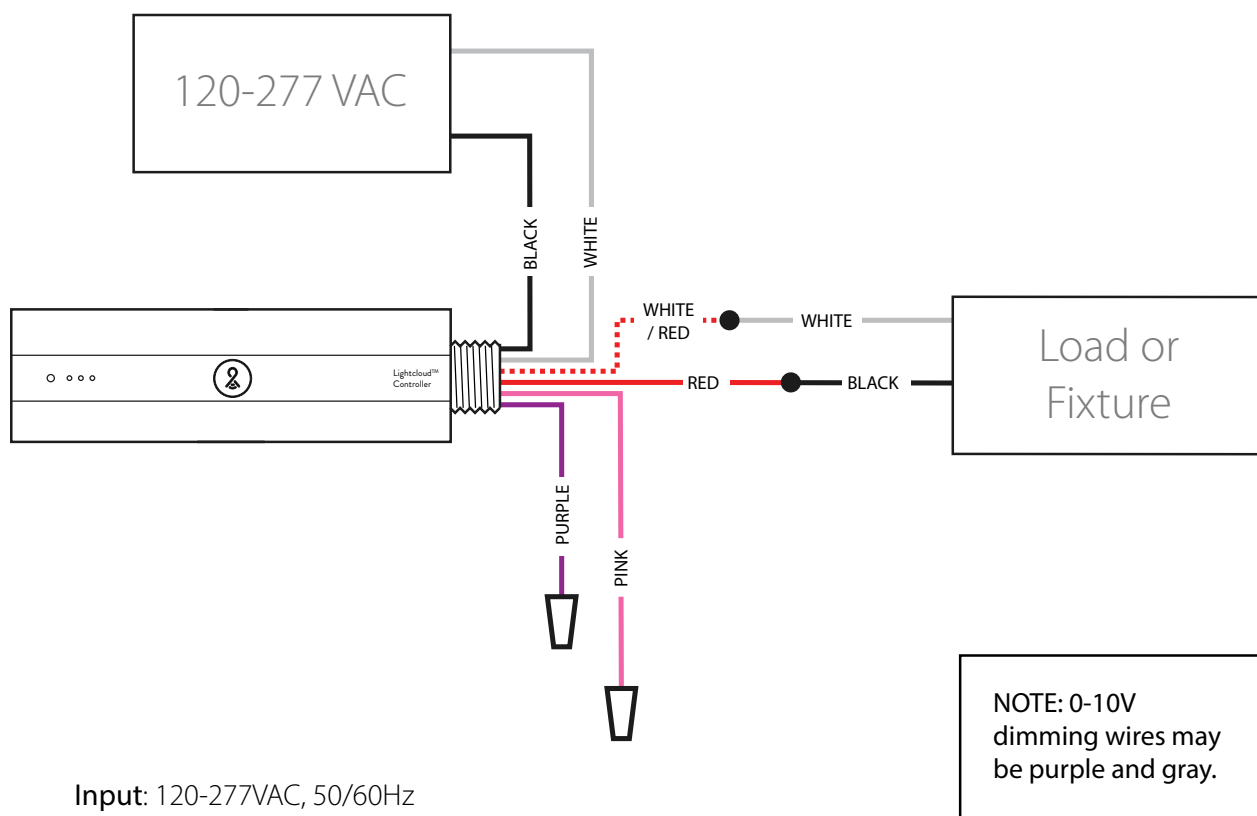 120-277 VAC
BLACK
WHITE
WHITE
/ RED
WHITE
RED
BLACK
Load or
Fixture
Lightcloud™
Controller
PURPLE
PINK
NOTE: 0-10V
dimming wires may
be purple and gray.
Input: 120-277VAC, 50/60Hz